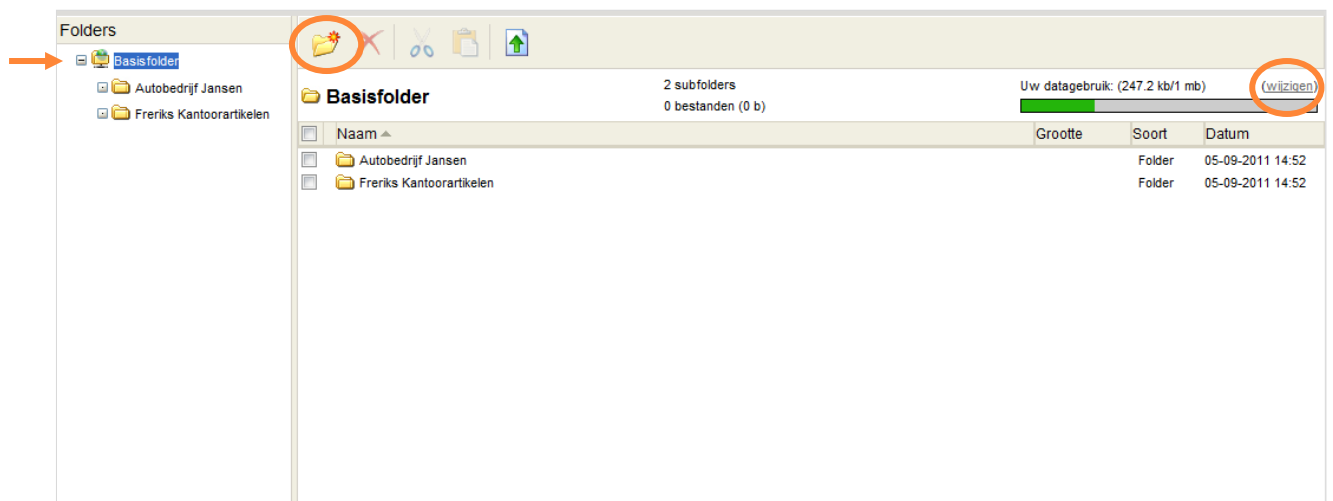 Folders
Basisfolder
Autobedrijf Jansen
Freriks Kantoorartikelen
Basisfolder
2 subfolders
0 bestanden (0 b)
Uw datagebruik: (247.2 kb/1 mb) (wijzigen)
Naam Grootte Soort Datum
Autobedrijf Jansen Folder 05-09-2011 14:52
Freriks Kantoorartikelen Folder 05-09-2011 14:52